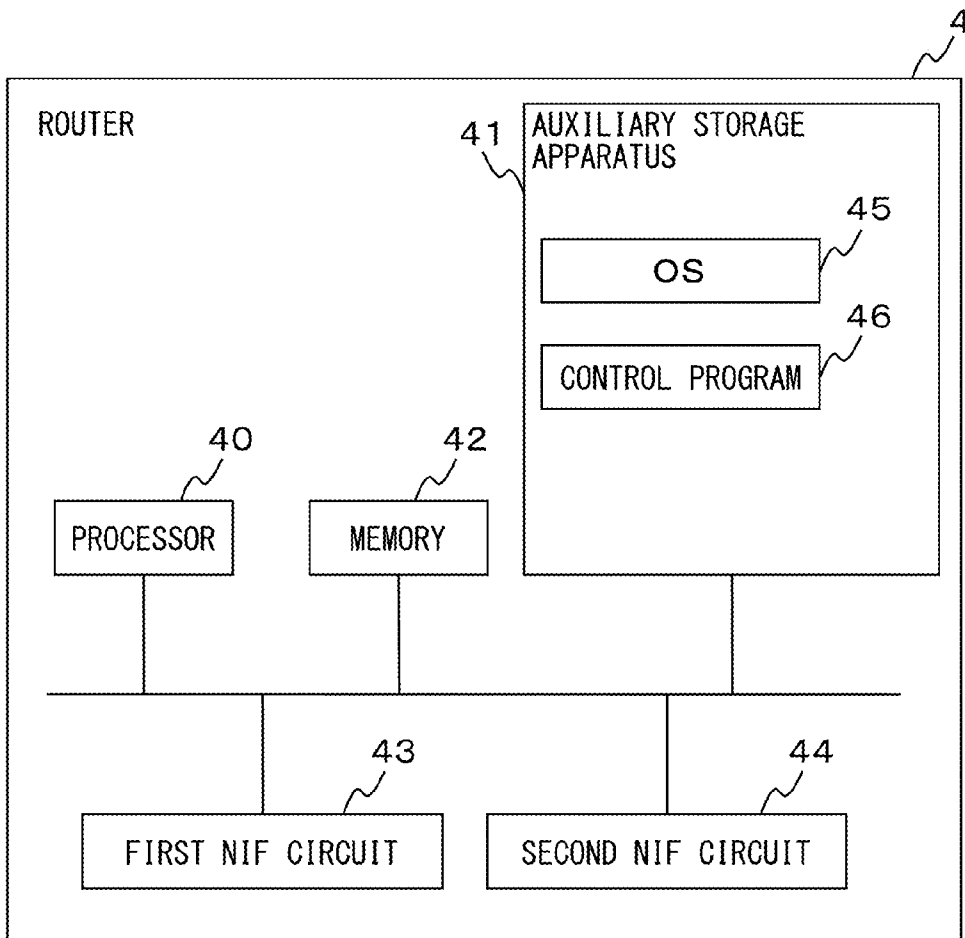 4
ROUTER
41
AUXILIARY STORAGE
APPARATUS
45
OS
46
CONTROL PROGRAM
40
42
PROCESSOR
MEMORY
43
44
FIRST NIF CIRCUIT
SECOND NIF CIRCUIT